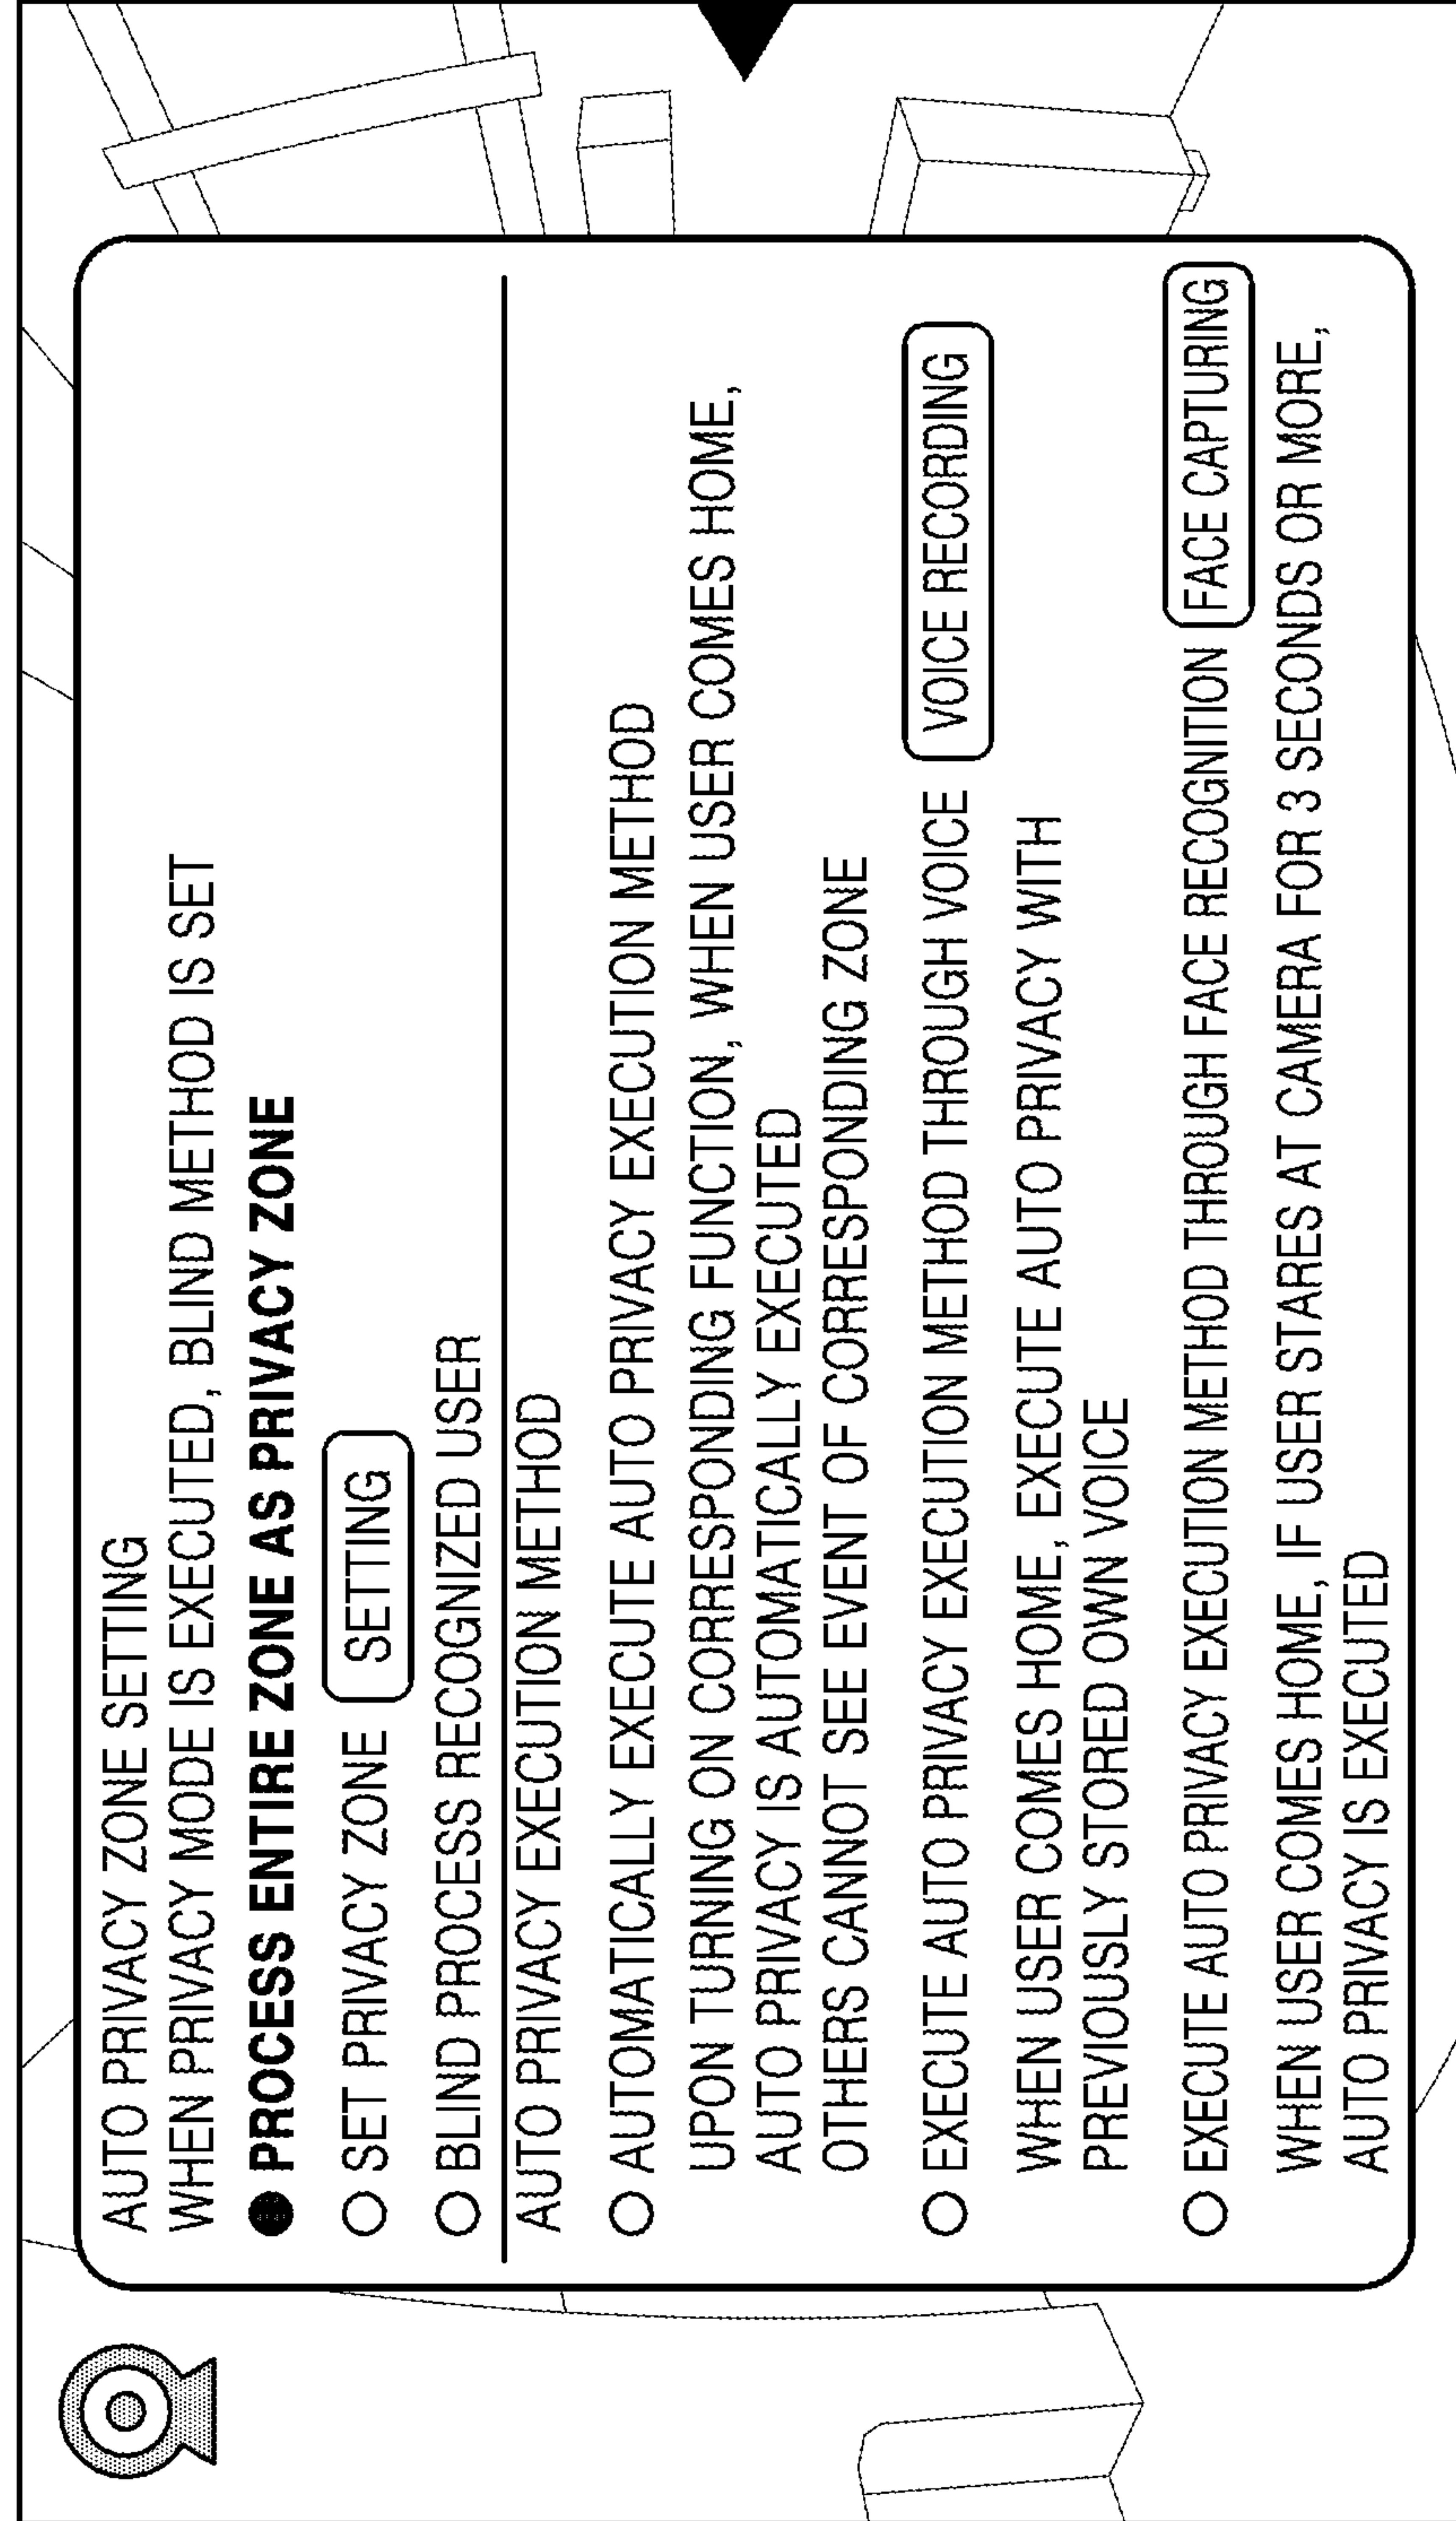 AUTO PRIVACY ZONE SETTING
WHEN PRIVACY MODE IS EXECUTED, BLIND METHOD IS SET
PROCESS ENTIRE ZONE AS PRIVACY ZONE
SET PRIVACY ZONE SETTING
BLIND PROCESS RECOGNIZED USER
AUTO PRIVACY EXECUTION METHOD
AUTOMATICALLY EXECUTE AUTO PRIVACY EXECUTION METHOD
UPON TURNING ON CORRESPONDING FUNCTION, WHEN USER COMES HOME,
AUTO PRIVACY IS AUTOMATICALLY EXECUTED
OTHERS CANNOT SEE EVENT OF CORRESPONDING ZONE
EXECUTE AUTO PRIVACY EXECUTION METHOD THROUGH VOICE VOICE RECORDING
WHEN USER COMES HOME, EXECUTE AUTO PRIVACY WITH
PREVIOUSLY STORED OWN VOICE
EXECUTE AUTO PRIVACY EXECUTION METHOD THROUGH FACE RECOGNITION FACE CAPTURING
WHEN USER COMES HOME, IF USER STARES AT CAMERA FOR 3 SECONDS OR MORE,
AUTO PRIVACY IS EXECUTED